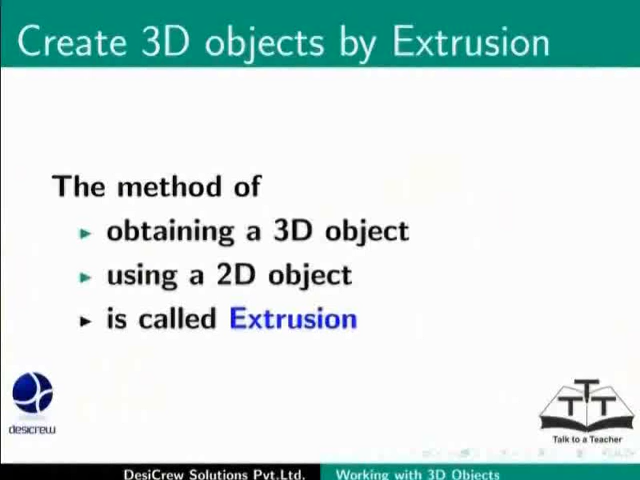 Create 3D objects by Extrusion
The method of
obtaining a 3D object
using a 2D object
is called Extrusion
desicrew
TTT
Talk to a Teacher
DesiCrew Solutions Pvt.Ltd. Working with 3D Objects